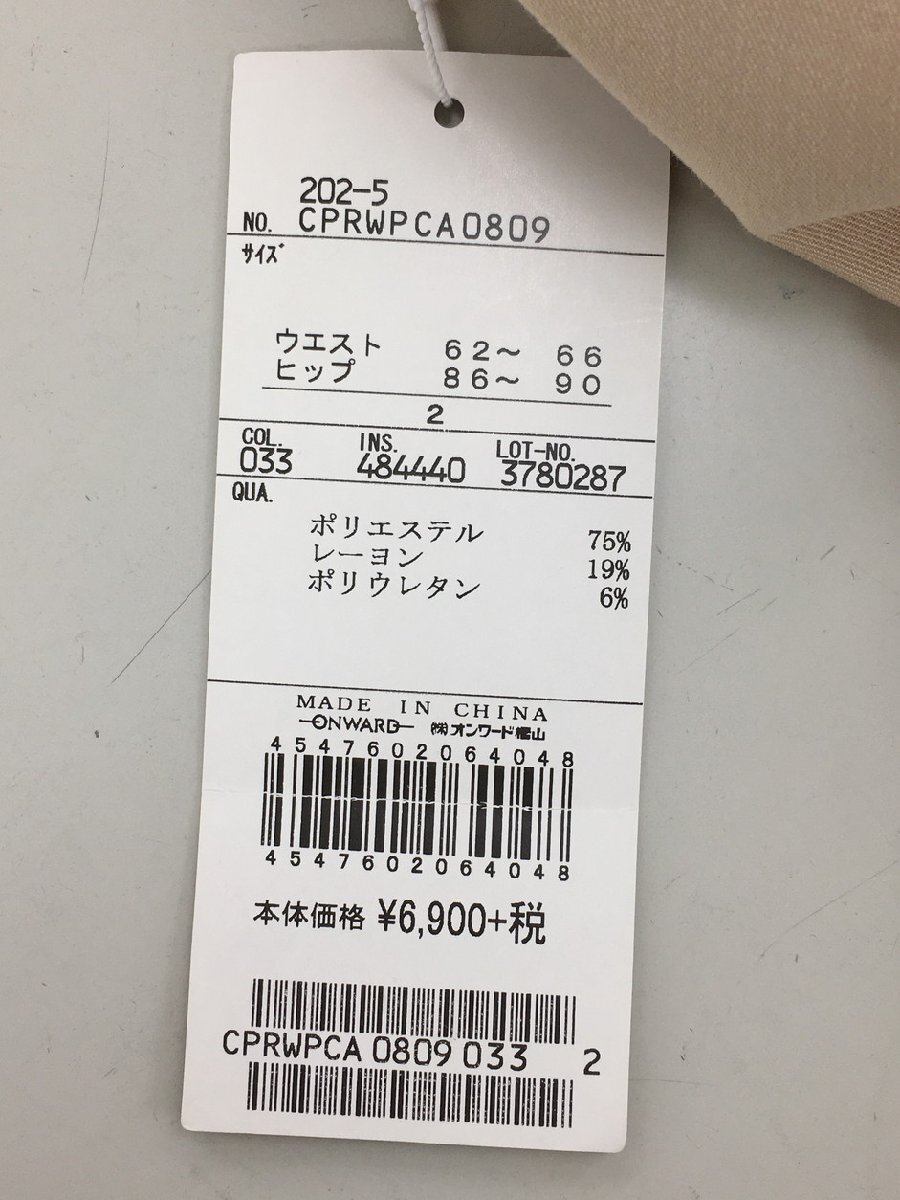 202-5
NO. CPRWPCA0809
サイズ
ウエスト 62～ 66
ヒップ 86～ 90
2
COL. INS. LOT-NO.
033 484440 3780287
QUA.
ポリエステル 75%
レーヨン 19%
ポリウレタン 6%
MADE IN CHINA
ONWARD ㈱オンワード樫山
4547602064048
4547602064048
本体価格 ¥6,900+税
CPRWPCA 0809 033 2